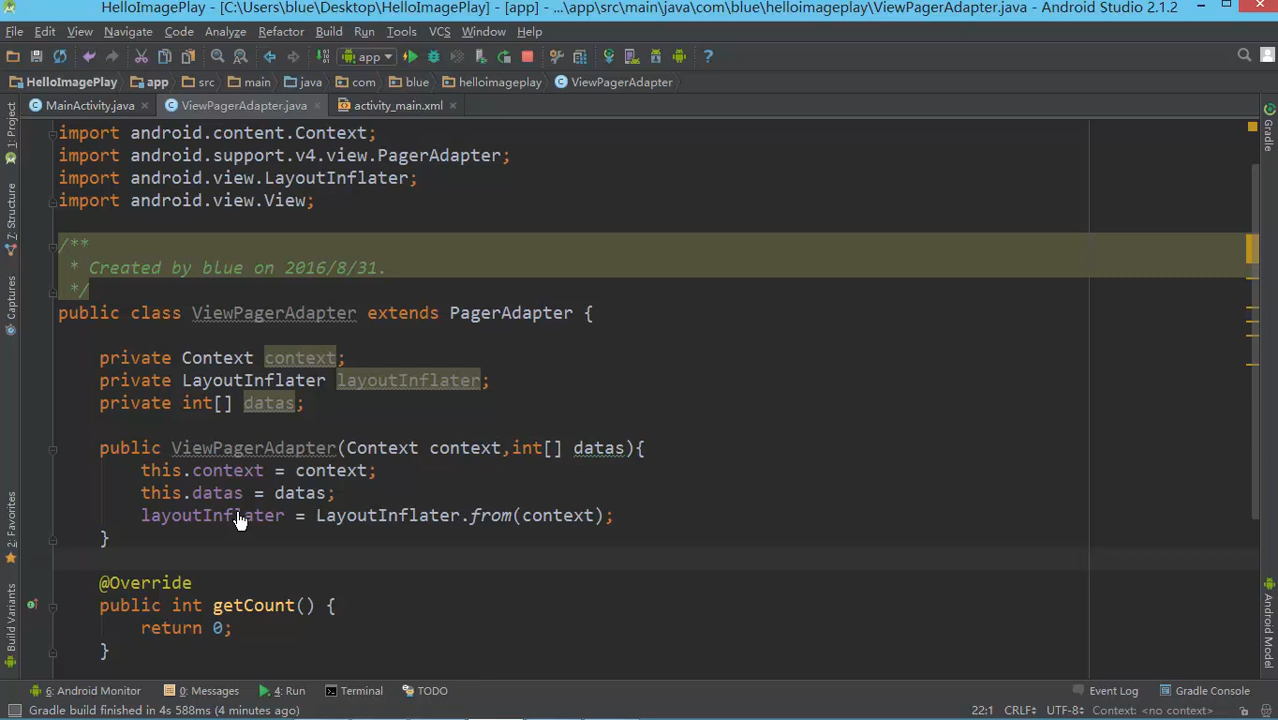 HelloImagePlay - [C:\Users\blue\Desktop\HelloImagePlay] - [app] - ...\app\src\main\java\com\blue\helloimageplay\ViewPagerAdapter.java - Android Studio 2.1.2
File Edit View Navigate Code Analyze Refactor Build Run Tools VCS Window Help
app
HelloImagePlay app src main java com blue helloimageplay ViewPagerAdapter
MainActivity.java ViewPagerAdapter.java activity_main.xml
1: Project
7: Structure
Captures
2: Favorites
Build Variants
import android.content.Context;
import android.support.v4.view.PagerAdapter;
import android.view.LayoutInflater;
import android.view.View;
/**
* Created by blue on 2016/8/31.
*/
public class ViewPagerAdapter extends PagerAdapter {
private Context context;
private LayoutInflater layoutInflater;
private int[] datas;
public ViewPagerAdapter(Context context,int[] datas){
this.context = context;
this.datas = datas;
layoutInflater = LayoutInflater.from(context);
}
@Override
public int getCount() {
return 0;
}
Gradle
Android Model
6: Android Monitor 0: Messages 4: Run Terminal TODO Event Log Gradle Console
Gradle build finished in 4s 588ms (4 minutes ago) 22:1 CRLF÷ UTF-8÷ Context: <no context>